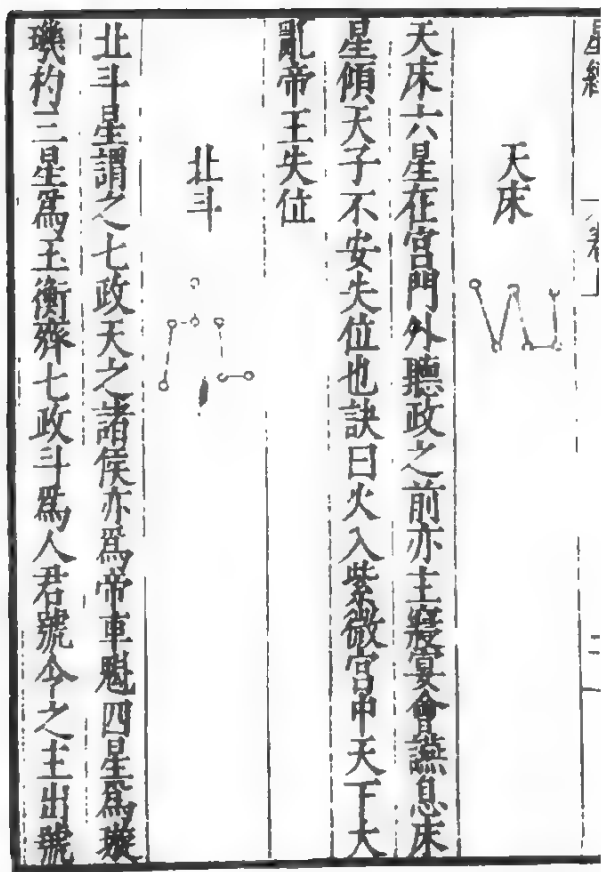 星經 卷上 二
天床
天床六星在宮門外聽政之前亦主寢宴會讌息床
星傾天子不安失位也訣曰火入紫微宮中天下大
亂帝王失位
北斗
北斗星謂之七政天之諸侯亦爲帝車魁四星爲璇
璣杓三星爲玉衡齊七政斗爲人君號令之主出號